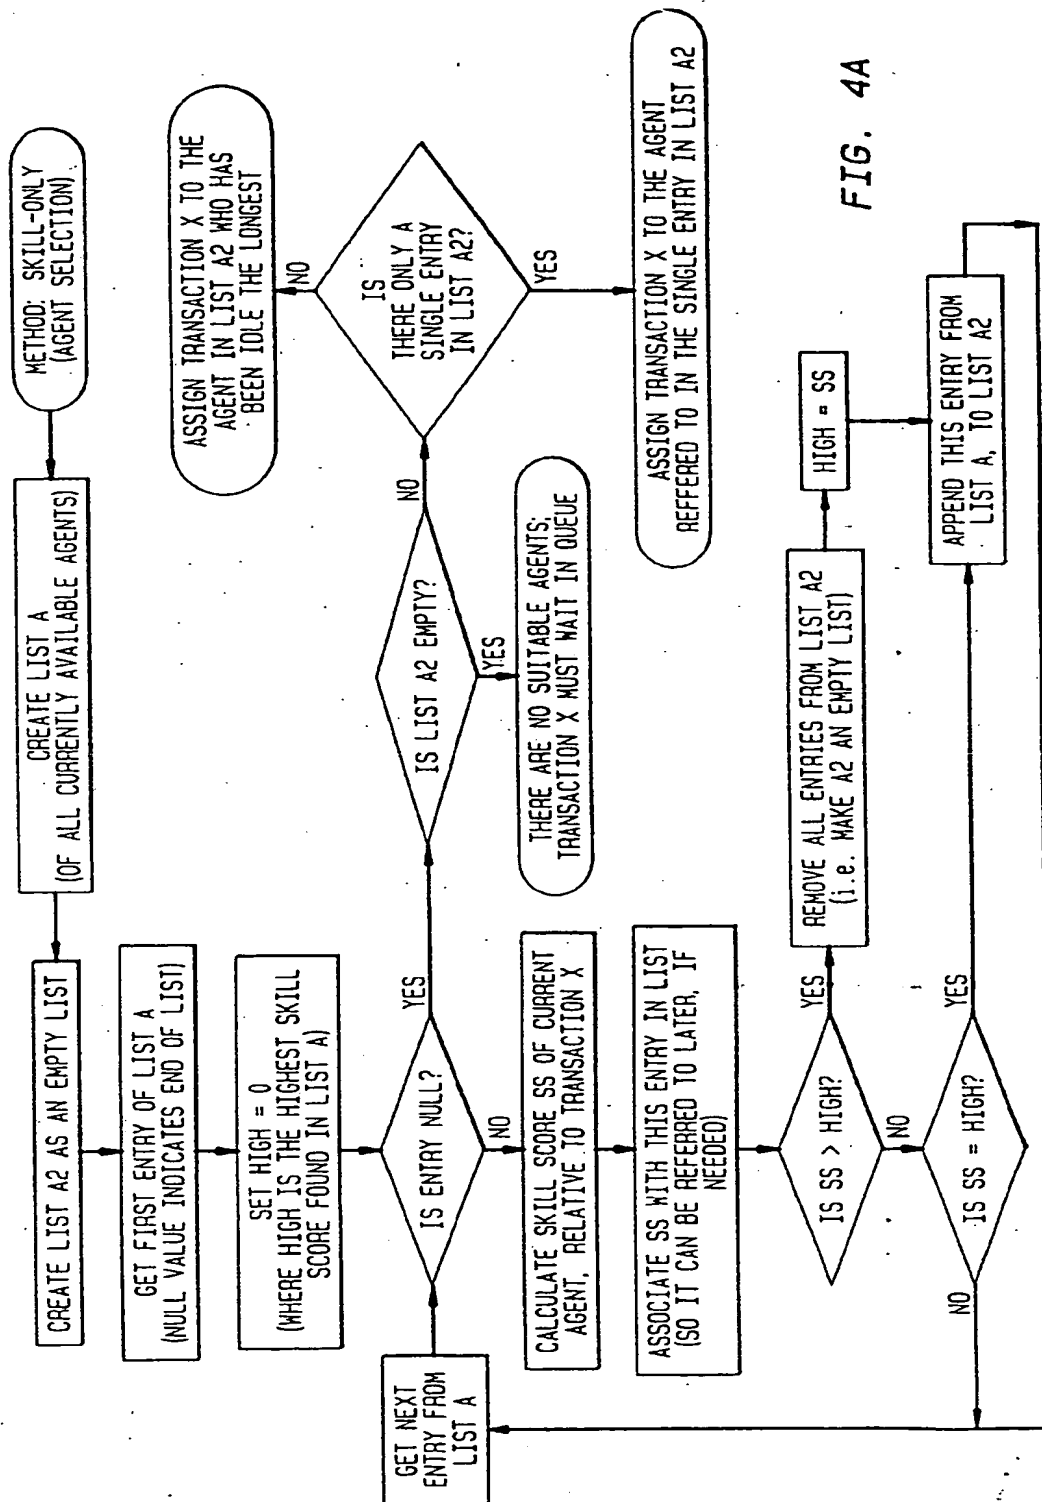 METHOD: SKILL-ONLY
(AGENT SELECTION)
CREATE LIST A
(OF ALL CURRENTLY AVAILABLE AGENTS)
CREATE LIST A2 AS AN EMPTY LIST
GET FIRST ENTRY OF LIST A
(NULL VALUE INDICATES END OF LIST)
SET HIGH = 0
(WHERE HIGH IS THE HIGHEST SKILL
SCORE FOUND IN LIST A)
GET NEXT
ENTRY FROM
LIST A
IS ENTRY NULL?
YES
NO
IS LIST A2 EMPTY?
NO
YES
THERE ARE NO SUITABLE AGENTS;
TRANSACTION X MUST WAIT IN QUEUE
IS
THERE ONLY A
SINGLE ENTRY
IN LIST A2?
NO
YES
ASSIGN TRANSACTION X TO THE
AGENT IN LIST A2 WHO HAS
BEEN IDLE THE LONGEST
ASSIGN TRANSACTION X TO THE AGENT
REFFERED TO IN THE SINGLE ENTRY IN LIST A2
CALCULATE SKILL SCORE SS OF CURRENT
AGENT, RELATIVE TO TRANSACTION X
ASSOCIATE SS WITH THIS ENTRY IN LIST
(SO IT CAN BE REFERRED TO LATER, IF
NEEDED)
IS SS > HIGH?
YES
NO
REMOVE ALL ENTRIES FROM LIST A2
(i.e. MAKE A2 AN EMPTY LIST)
HIGH = SS
IS SS = HIGH?
YES
NO
APPEND THIS ENTRY FROM
LIST A, TO LIST A2
FIG. 4A